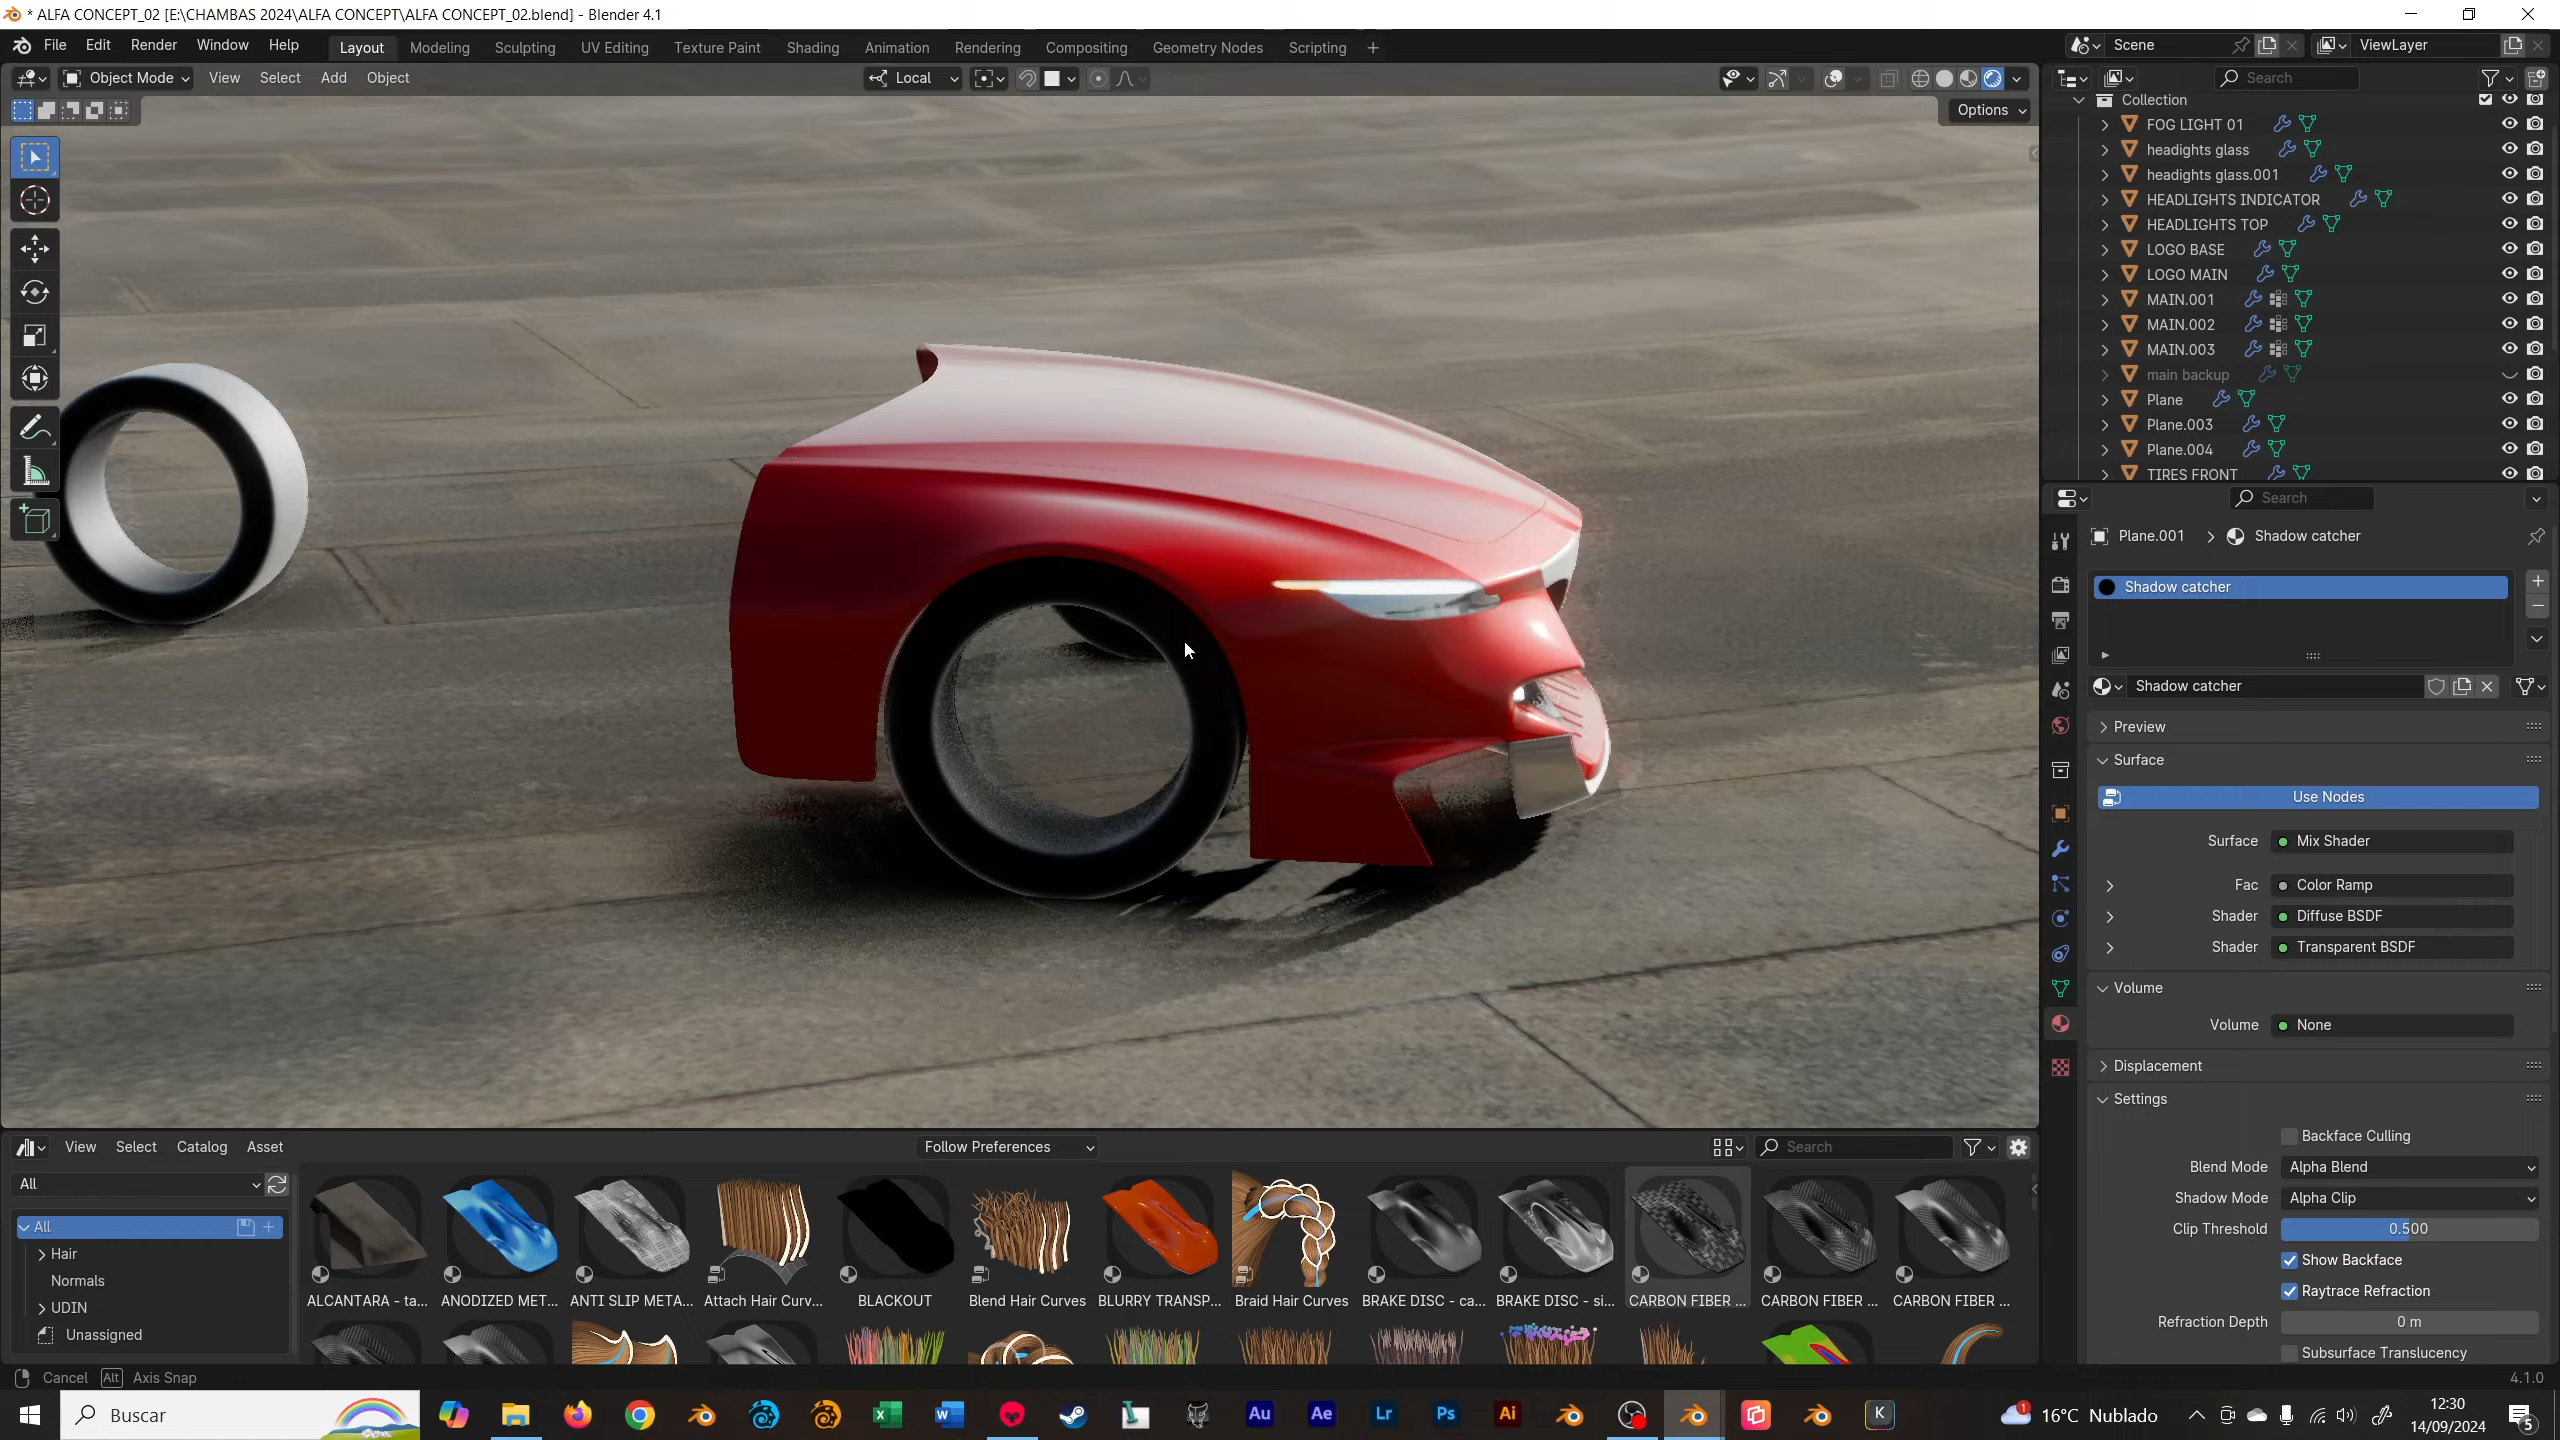 * ALFA CONCEPT_02 [E:\CHAMBAS 2024\ALFA CONCEPT\ALFA CONCEPT_02.blend] - Blender 4.1
File Edit Render Window Help
Layout Modeling Sculpting UV Editing Texture Paint Shading Animation Rendering Compositing Geometry Nodes Scripting +
Scene
ViewLayer
Object Mode View Select Add Object
Local
Search
Options
Collection
FOG LIGHT 01
headights glass
headights glass.001
HEADLIGHTS INDICATOR
HEADLIGHTS TOP
LOGO BASE
LOGO MAIN
MAIN.001
MAIN.002
MAIN.003
main backup
Plane
Plane.003
Plane.004
TIRES FRONT
Search
Plane.001 > Shadow catcher
Shadow catcher
Shadow catcher
Preview
Surface
Use Nodes
Surface Mix Shader
Fac Color Ramp
Shader Diffuse BSDF
Shader Transparent BSDF
Volume
Volume None
Displacement
Settings
Backface Culling
Blend Mode Alpha Blend
Shadow Mode Alpha Clip
Clip Threshold 0.500
Show Backface
Raytrace Refraction
Refraction Depth 0 m
Subsurface Translucency
View Select Catalog Asset
Follow Preferences
Search
All
All
Hair
Normals
UDIN
Unassigned
ALCANTARA - ta... ANODIZED MET... ANTI SLIP META... Attach Hair Curv... BLACKOUT Blend Hair Curves BLURRY TRANSP... Braid Hair Curves BRAKE DISC - ca... BRAKE DISC - si... CARBON FIBER ... CARBON FIBER ... CARBON FIBER ...
Cancel Alt Axis Snap
4.1.0
Buscar
Au Ae Lr Ps Ai K
1 16°C Nublado
12:30
14/09/2024
5